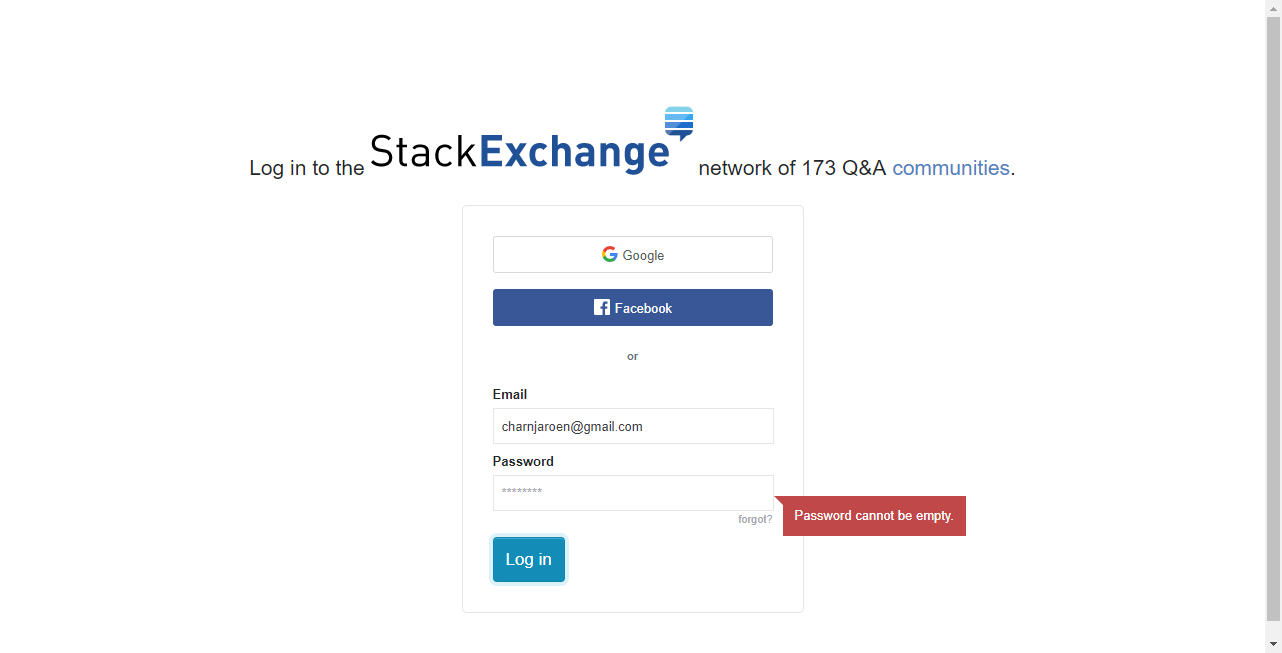 Log in to the StackExchange network of 173 Q&A communities.
Google
Facebook
or
Email
charnjaroen@gmail.com
Password
********
Password cannot be empty.
forgot?
Log in